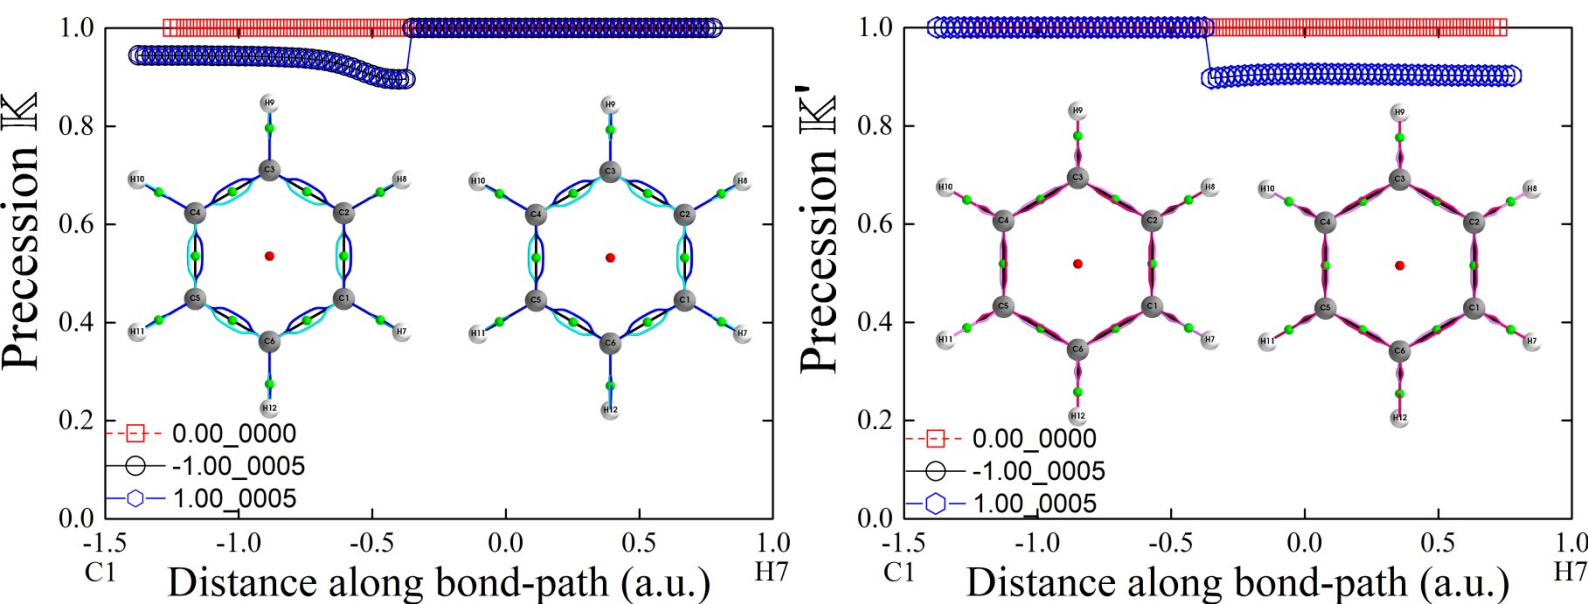 Precession 𝕂
1.0
0.8
0.6
0.4
0.2
0.0
H9
C3
H10
H8
C4
C2
C5
C1
H11
H7
C6
H12
H9
C3
H10
H8
C4
C2
C5
C1
H11
H7
C6
H12
0.00_0000
-1.00_0005
1.00_0005
-1.5 -1.0 -0.5 0.0 0.5 1.0
C1 Distance along bond-path (a.u.) H7
Precession 𝕂'
1.0
0.8
0.6
0.4
0.2
0.0
H9
C3
H10
H8
C4
C2
C5
C1
H11
H7
C6
H12
H9
C3
H10
H8
C4
C2
C5
C1
H11
H7
C6
H12
0.00_0000
-1.00_0005
1.00_0005
-1.5 -1.0 -0.5 0.0 0.5 1.0
C1 Distance along bond-path (a.u.) H7